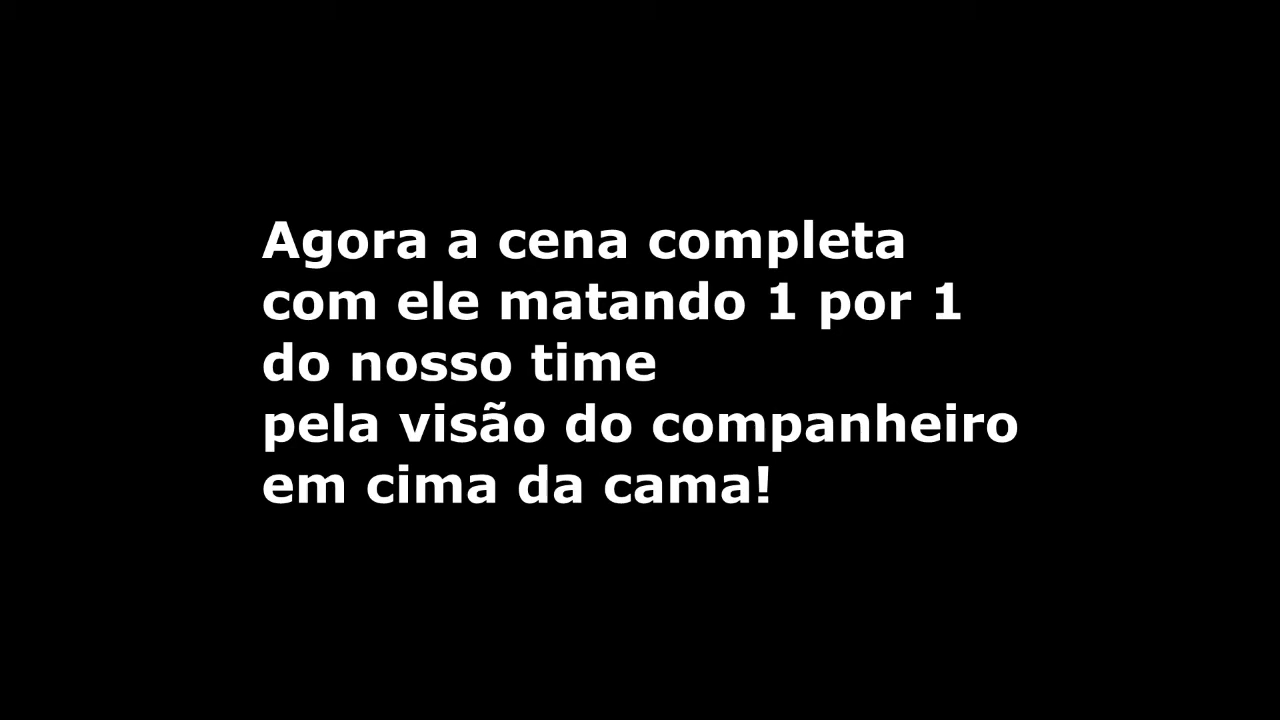 Agora a cena completa
com ele matando 1 por 1
do nosso time
pela visão do companheiro
em cima da cama!